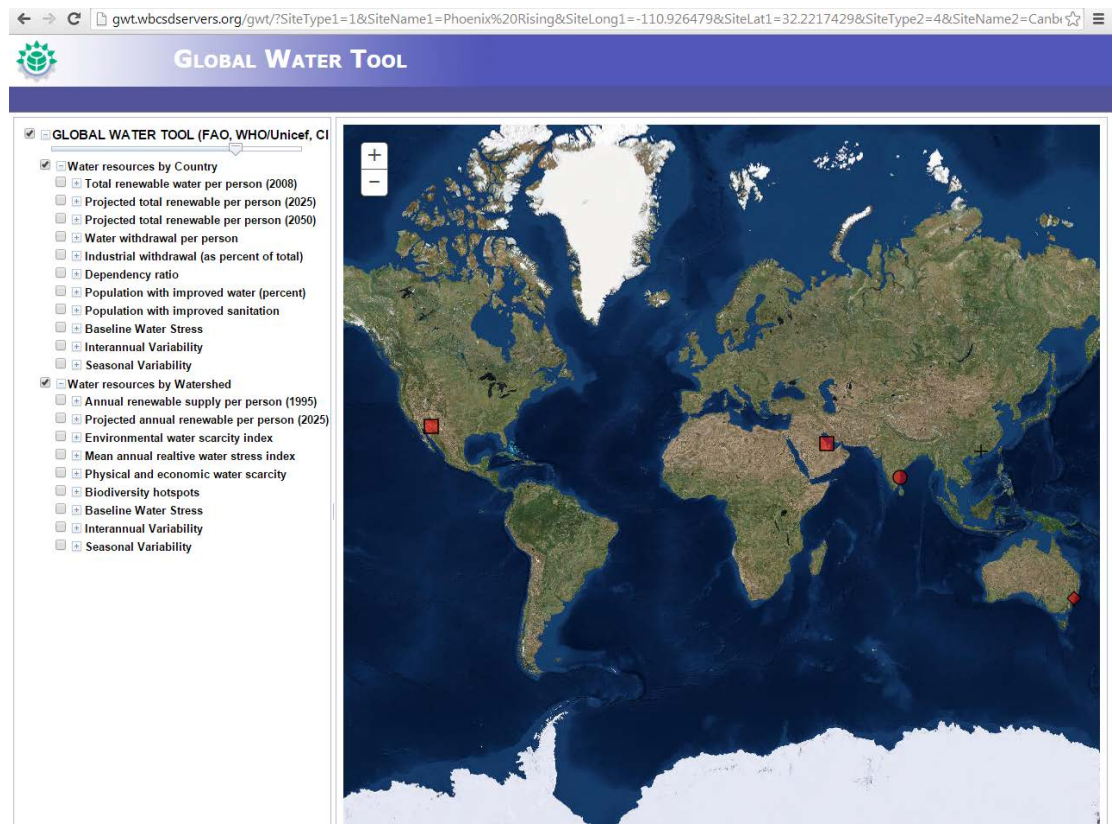 gwt.wbcsdservers.org/gwt/?SiteType1=1&SiteName1=Phoenix%20Rising&SiteLong1=-110.926479&SiteLat1=32.2217429&SiteType2=4&SiteName2=Canbe
GLOBAL WATER TOOL
GLOBAL WATER TOOL (FAO, WHO/Unicef, CI
Water resources by Country
Total renewable water per person (2008)
Projected total renewable per person (2025)
Projected total renewable per person (2050)
Water withdrawal per person
Industrial withdrawal (as percent of total)
Dependency ratio
Population with improved water (percent)
Population with improved sanitation
Baseline Water Stress
Interannual Variability
Seasonal Variability
Water resources by Watershed
Annual renewable supply per person (1995)
Projected annual renewable per person (2025)
Environmental water scarcity index
Mean annual realtive water stress index
Physical and economic water scarcity
Biodiversity hotspots
Baseline Water Stress
Interannual Variability
Seasonal Variability